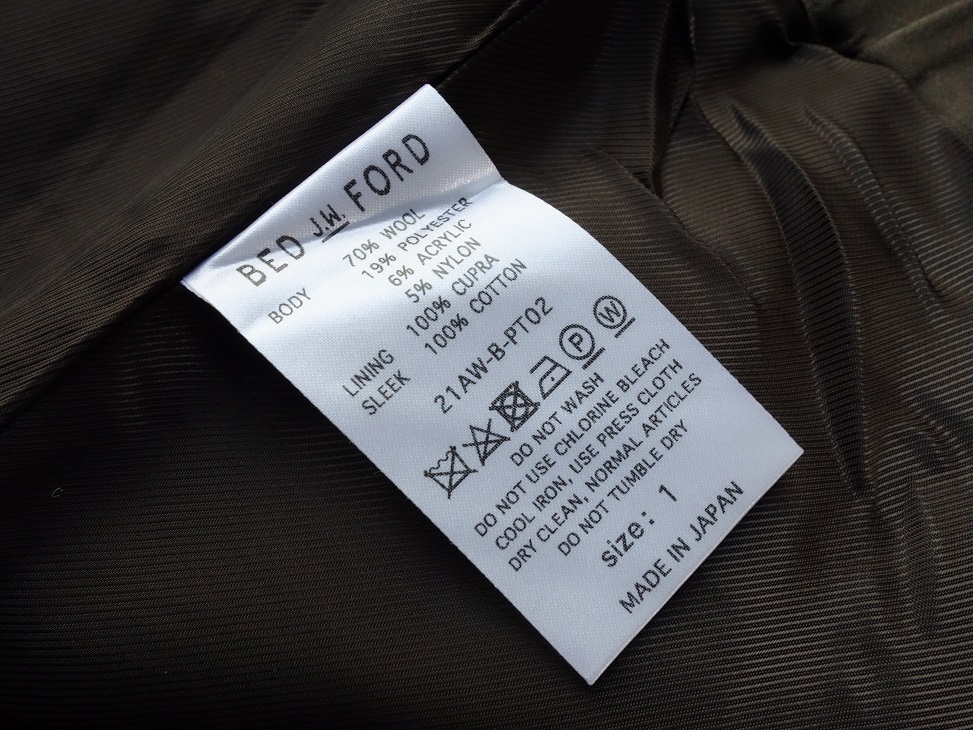 BED J.W. FORD
BODY 70% WOOL
19% POLYESTER
6% ACRYLIC
5% NYLON
LINING 100% CUPRA
SLEEK 100% COTTON
21AW-B-PT02
P W
DO NOT WASH
DO NOT USE CHLORINE BLEACH
COOL IRON, USE PRESS CLOTH
DRY CLEAN, NORMAL ARTICLES
DO NOT TUMBLE DRY
size: 1
MADE IN JAPAN